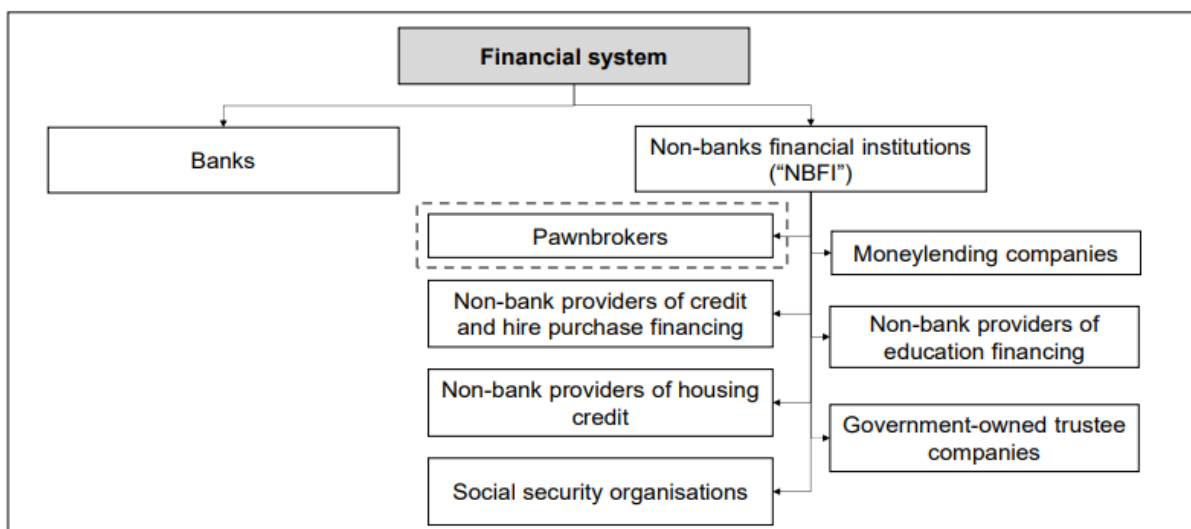 Financial system
Banks
Non-banks financial institutions
(“NBFI”)
Pawnbrokers
Moneylending companies
Non-bank providers of credit
and hire purchase financing
Non-bank providers of
education financing
Non-bank providers of housing
credit
Government-owned trustee
companies
Social security organisations